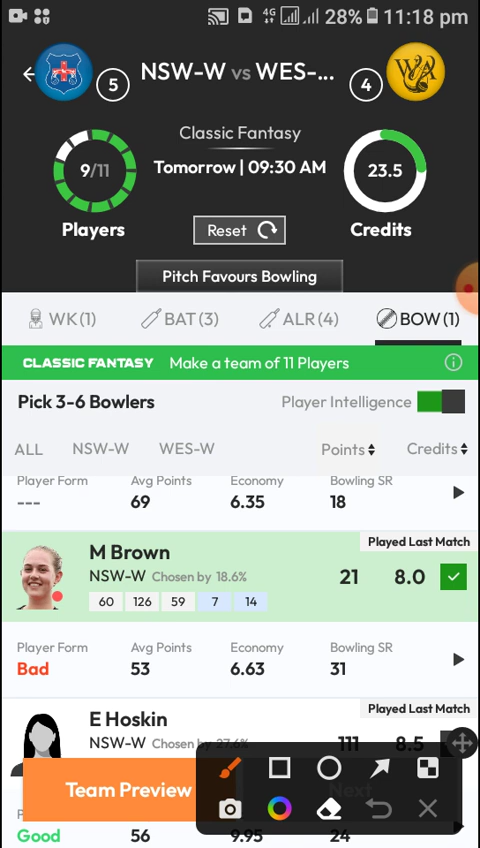 4G 28% 11:18 pm
5 NSW-W vs WES-... 4
Classic Fantasy
9/11 Tomorrow | 09:30 AM 23.5
Players Reset Credits
Pitch Favours Bowling
WK(1) BAT(3) ALR(4) BOW(1)
CLASSIC FANTASY Make a team of 11 Players
Pick 3-6 Bowlers Player Intelligence
ALL NSW-W WES-W Points Credits
Player Form Avg Points Economy Bowling SR
--- 69 6.35 18
Played Last Match
M Brown
NSW-W Chosen by 18.6% 21 8.0
60 126 59 7 14
Player Form Avg Points Economy Bowling SR
Bad 53 6.63 31
Played Last Match
E Hoskin
NSW-W Chosen by 27.6% 111 8.5
Team Preview Next
Good 56 9.95 24